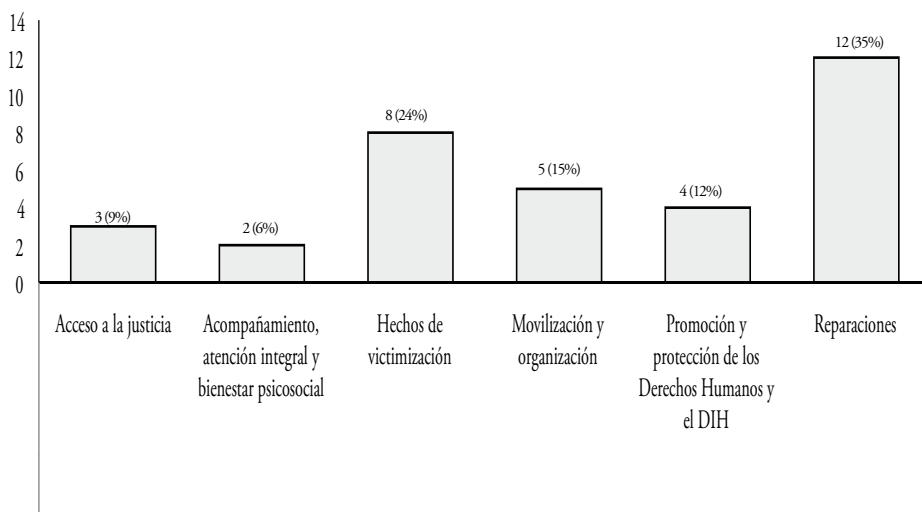 14
12
10
8
6
4
2
0
3 (9%)
2 (6%)
8 (24%)
5 (15%)
4 (12%)
12 (35%)
Acceso a la justicia
Acompañamiento,
atención integral y
bienestar psicosocial
Hechos de
victimización
Movilización y
organización
Promoción y
protección de los
Derechos Humanos y
el DIH
Reparaciones